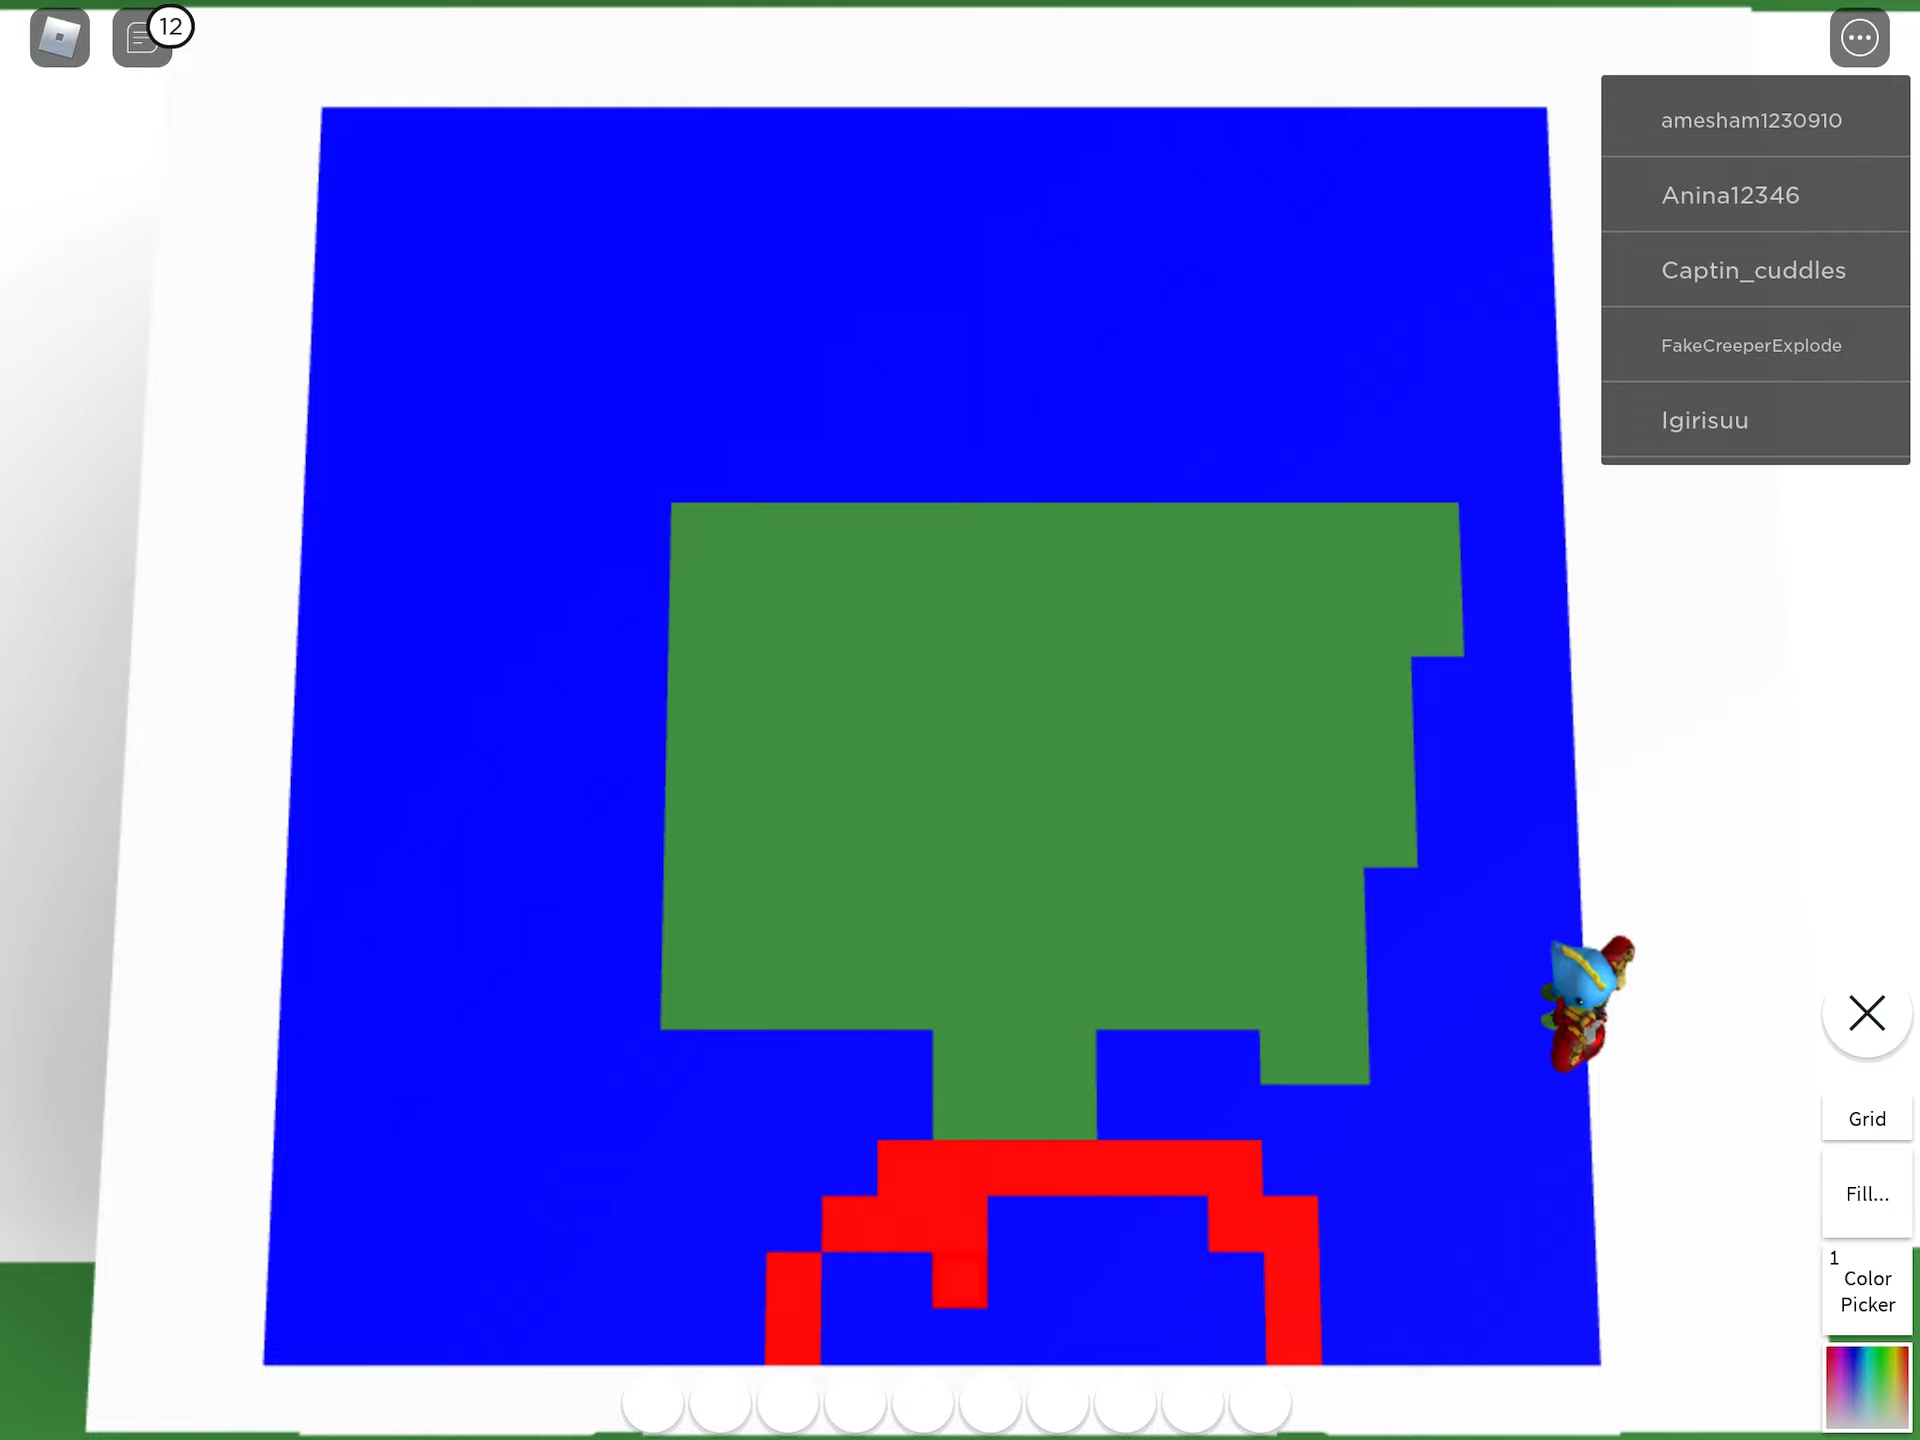 12
amesham1230910
Anina12346
Captin_cuddles
FakeCreeperExplode
Igirisuu
Grid
Fill...
1
Color
Picker